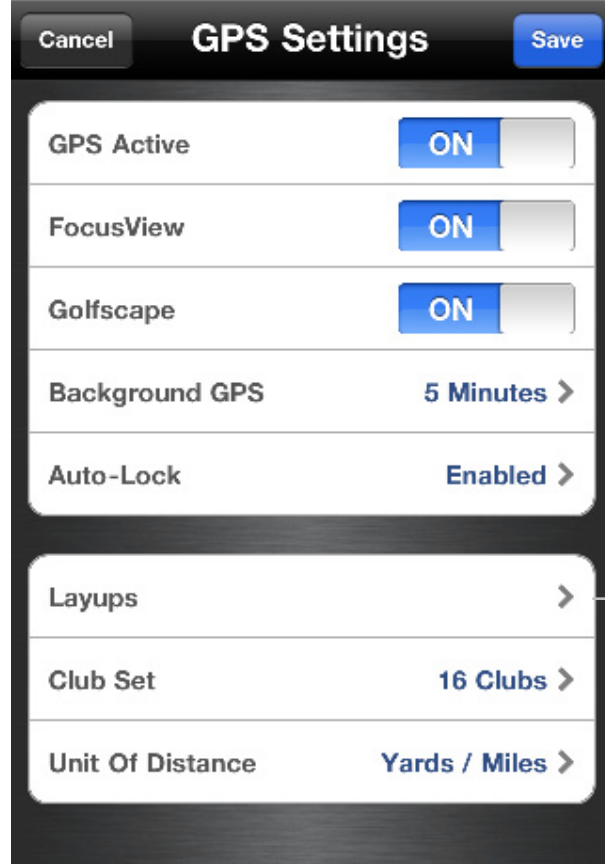 Cancel GPS Settings Save
GPS Active ON
FocusView ON
Golfscape ON
Background GPS 5 Minutes
Auto-Lock Enabled
Layups
Club Set 16 Clubs
Unit Of Distance Yards / Miles